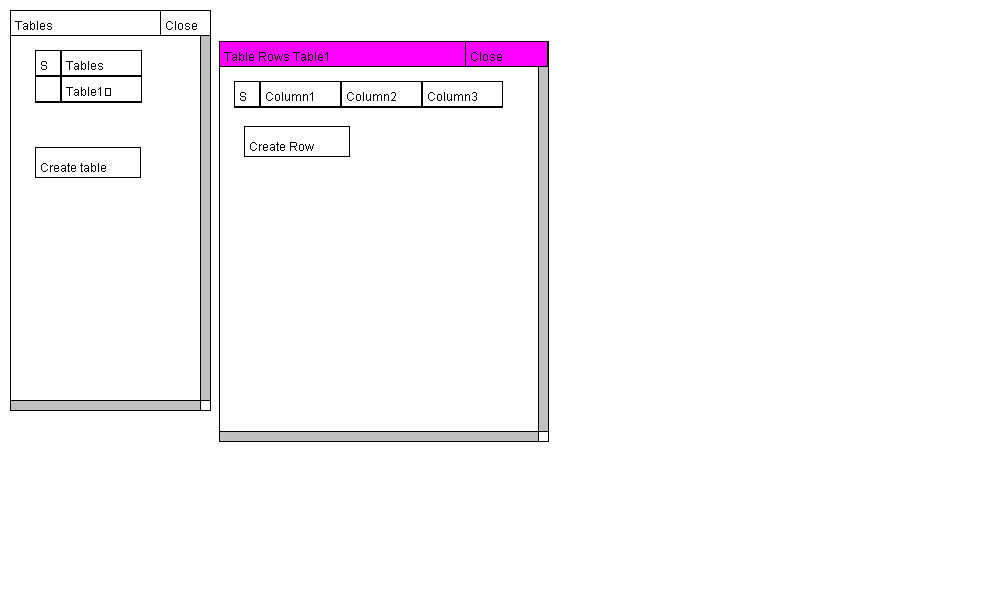 Tables Close
S Tables
Table1
Create table
Table Rows Table1 Close
S Column1 Column2 Column3
Create Row